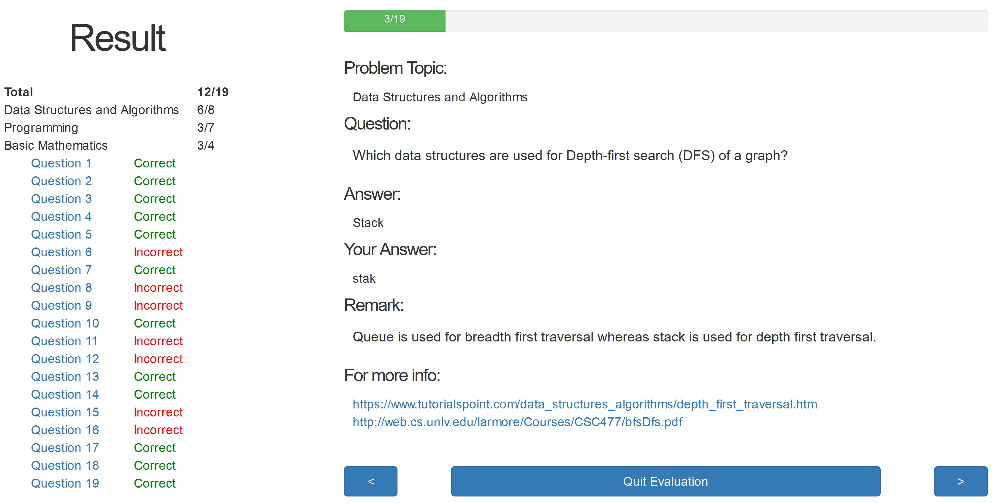 Result
Total 12/19
Data Structures and Algorithms 6/8
Programming 3/7
Basic Mathematics 3/4
Question 1 Correct
Question 2 Correct
Question 3 Correct
Question 4 Correct
Question 5 Correct
Question 6 Incorrect
Question 7 Correct
Question 8 Incorrect
Question 9 Incorrect
Question 10 Correct
Question 11 Incorrect
Question 12 Incorrect
Question 13 Correct
Question 14 Correct
Question 15 Incorrect
Question 16 Incorrect
Question 17 Correct
Question 18 Correct
Question 19 Correct
3/19
Problem Topic:
Data Structures and Algorithms
Question:
Which data structures are used for Depth-first search (DFS) of a graph?
Answer:
Stack
Your Answer:
stak
Remark:
Queue is used for breadth first traversal whereas stack is used for depth first traversal.
For more info:
https://www.tutorialspoint.com/data_structures_algorithms/depth_first_traversal.htm
http://web.cs.unlv.edu/larmore/Courses/CSC477/bfsDfs.pdf
< Quit Evaluation >